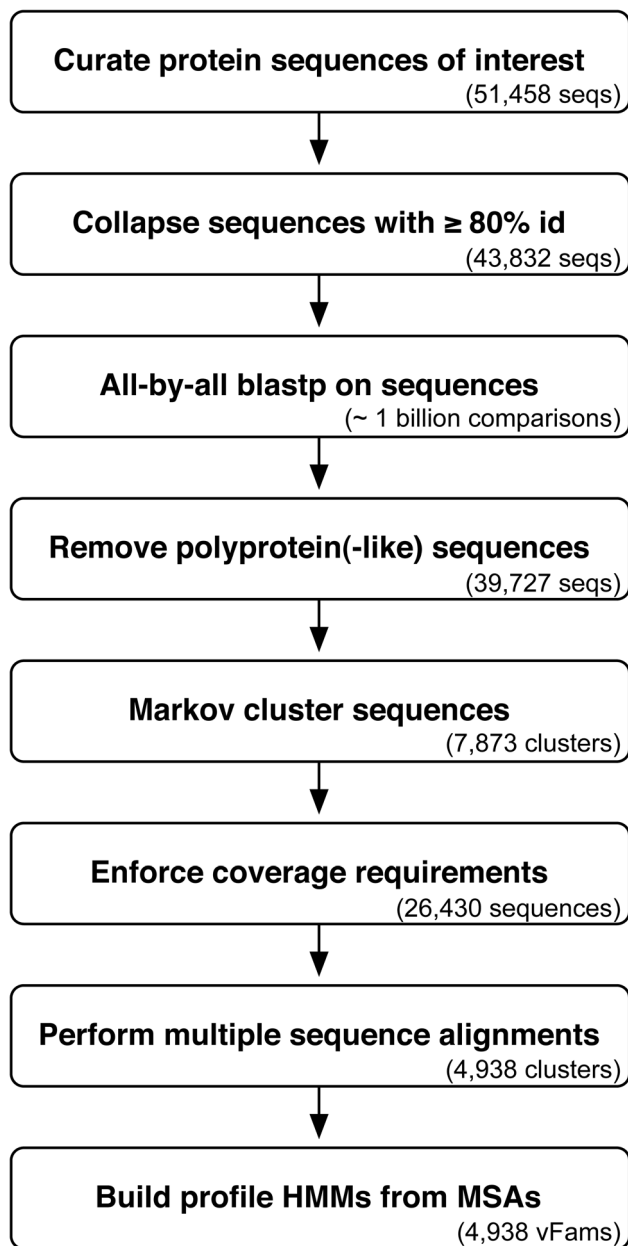 Curate protein sequences of interest
(51,458 seqs)
Collapse sequences with ≥ 80% id
(43,832 seqs)
All-by-all blastp on sequences
(~ 1 billion comparisons)
Remove polyprotein(-like) sequences
(39,727 seqs)
Markov cluster sequences
(7,873 clusters)
Enforce coverage requirements
(26,430 sequences)
Perform multiple sequence alignments
(4,938 clusters)
Build profile HMMs from MSAs
(4,938 vFams)